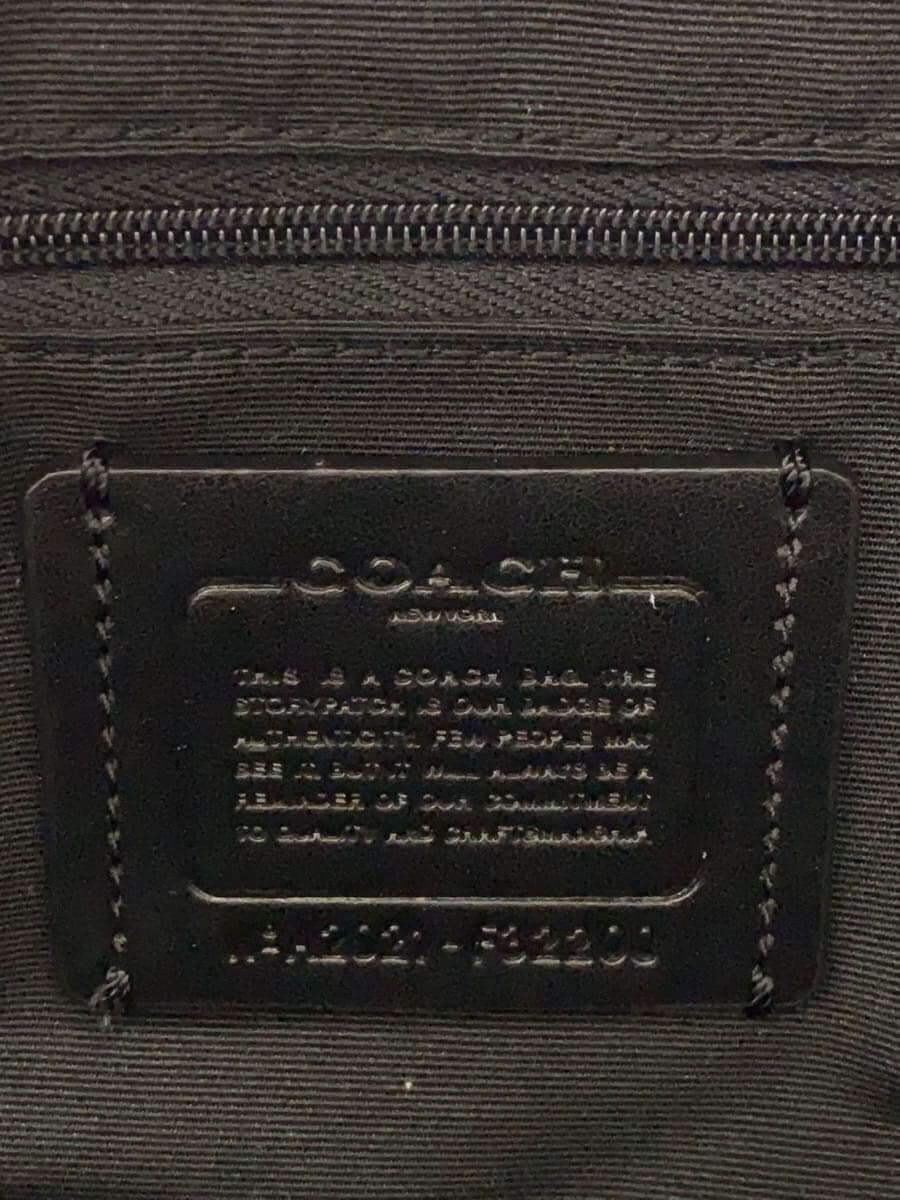 COACH
NEW YORK
THIS IS A COACH BAG. THE
STORYPATCH IS OUR BADGE OF
AUTHENTICITY. FEW PEOPLE MAY
SEE IT, BUT IT WILL ALWAYS BE A
REMINDER OF OUR COMMITMENT
TO QUALITY AND CRAFTSMANSHIP.